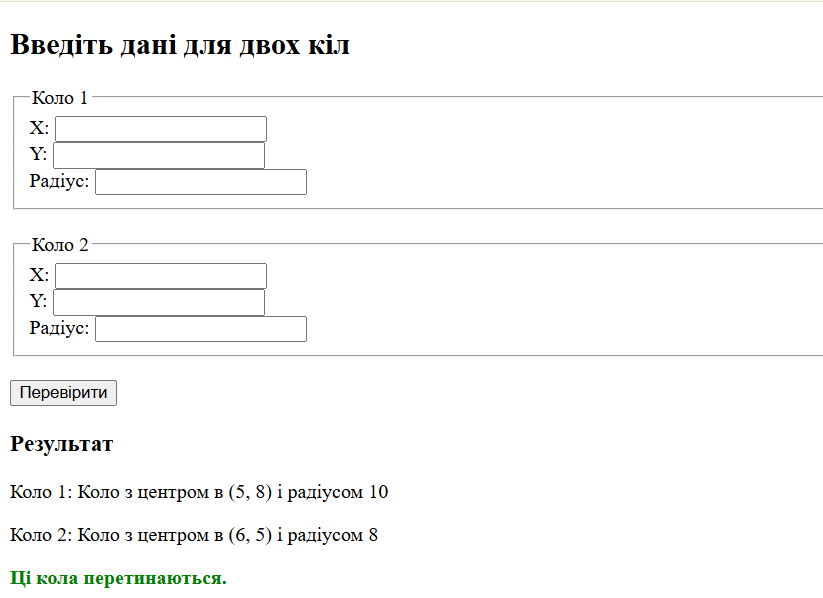 Введіть дані для двох кіл
Коло 1
X:
Y:
Радіус:
Коло 2
X:
Y:
Радіус:
Перевірити
Результат
Коло 1: Коло з центром в (5, 8) і радіусом 10
Коло 2: Коло з центром в (6, 5) і радіусом 8
Ці кола перетинаються.